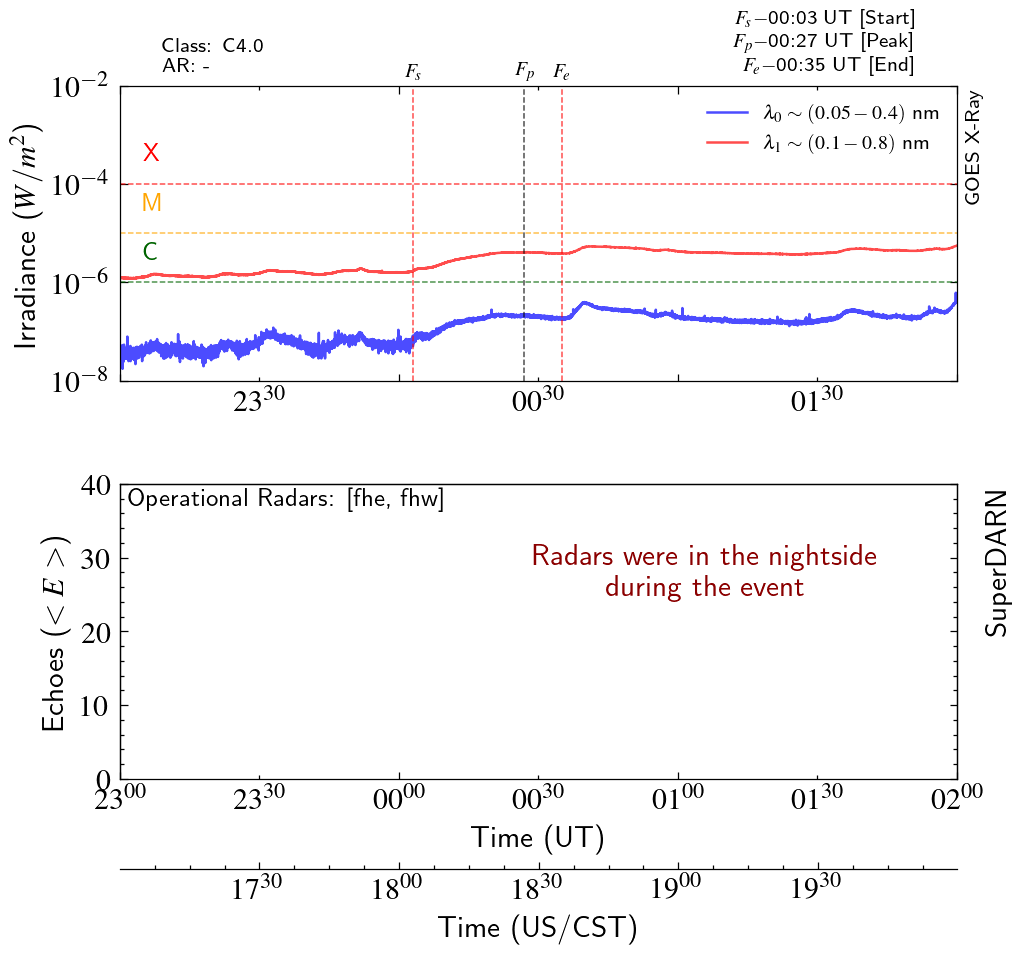 Class: C4.0
AR: -
Fₛ−00:03 UT [Start]
Fₚ−00:27 UT [Peak]
Fₑ−00:35 UT [End]
Fₛ Fₚ Fₑ
Irradiance (W/m²)
10⁻²
10⁻⁴
10⁻⁶
10⁻⁸
X
M
C
λ₀ ∼ (0.05 − 0.4) nm
λ₁ ∼ (0.1 − 0.8) nm
GOES X-Ray
23³⁰ 00³⁰ 01³⁰
Operational Radars: [fhe, fhw]
Radars were in the nightside
during the event
Echoes (< E >)
40
30
20
10
0
SuperDARN
23⁰⁰ 23³⁰ 00⁰⁰ 00³⁰ 01⁰⁰ 01³⁰ 02⁰⁰
Time (UT)
17³⁰ 18⁰⁰ 18³⁰ 19⁰⁰ 19³⁰
Time (US/CST)